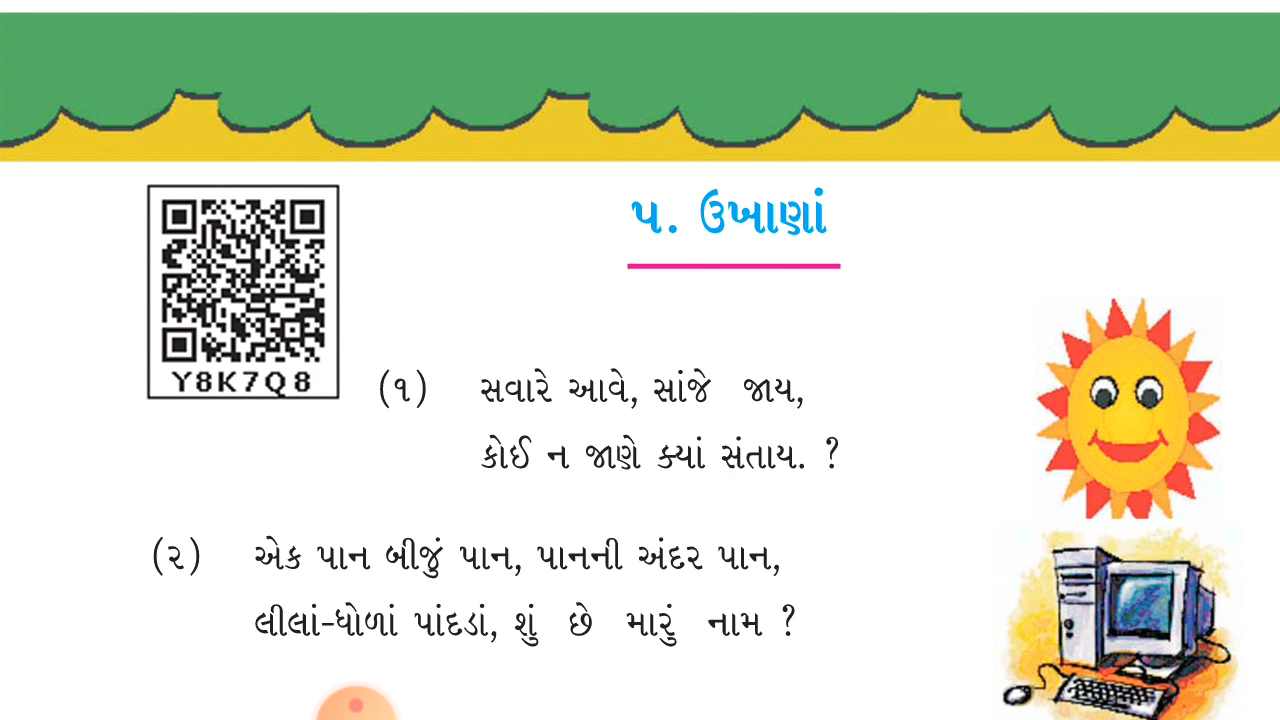 ૫. ઉખાણાં
Y8K7Q8
(૧) સવારે આવે, સાંજે જાય,
કોઈ ન જાણે ક્યાં સંતાય. ?
(૨) એક પાન બીજું પાન, પાનની અંદર પાન,
લીલાં-ધોળાં પાંદડાં, શું છે મારું નામ ?